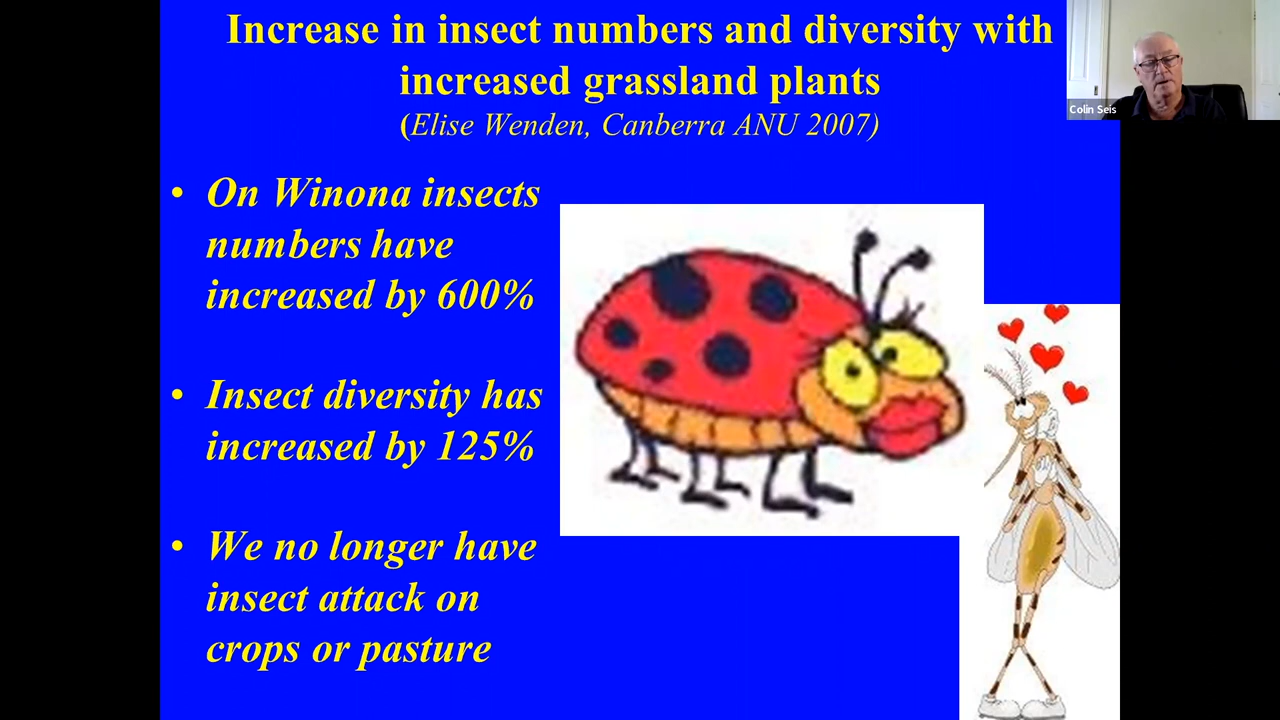 Increase in insect numbers and diversity with
increased grassland plants
(Elise Wenden, Canberra ANU 2007)
Colin Seis
• On Winona insects
numbers have
increased by 600%
• Insect diversity has
increased by 125%
• We no longer have
insect attack on
crops or pasture